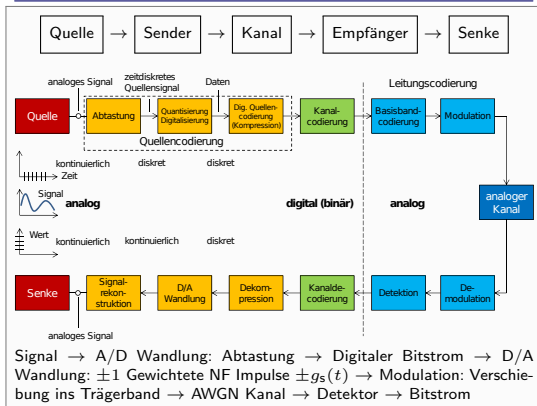 Quelle → Sender → Kanal → Empfänger → Senke
analoges Signal
zeitdiskretes
Quellensignal
Daten
Leitungscodierung
Quelle
Abtastung
Quantisierung
Digitalisierung
Dig. Quellen-
codierung
(Kompression)
Kanal-
codierung
Basisband-
codierung
Modulation
Quellencodierung
kontinuierlich diskret diskret
Zeit
Signal
analog
digital (binär)
analog
analoger
Kanal
Wert
kontinuierlich kontinuierlich diskret
Senke
Signal-
rekon-
struktion
D/A
Wandlung
Dekom-
pression
Kanalde-
codierung
Detektion
De-
modulation
analoges Signal
Signal → A/D Wandlung: Abtastung → Digitaler Bitstrom → D/A
Wandlung: ±1 Gewichtete NF Impulse ±gₛ(t) → Modulation: Verschie-
bung ins Trägerband → AWGN Kanal → Detektor → Bitstrom